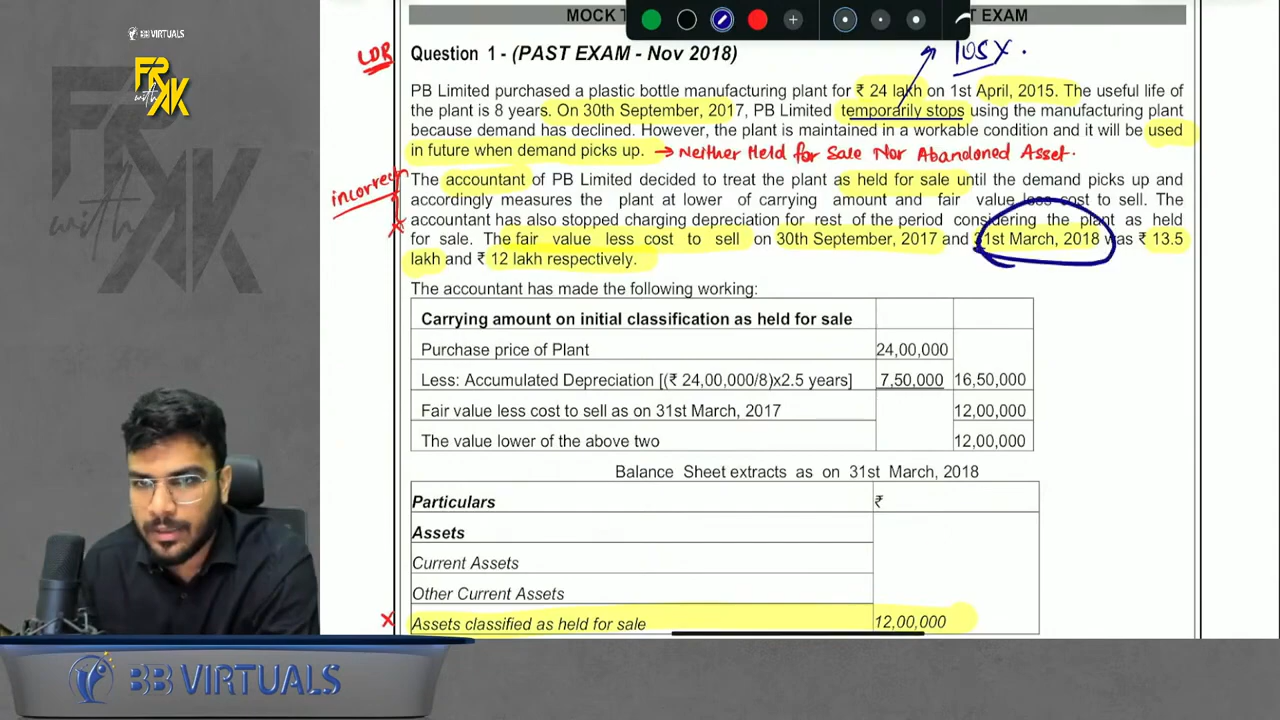 MOCK T
T EXAM
BB VIRTUALS
FR
with
AK
LDR
Question 1 - (PAST EXAM - Nov 2018)
PB Limited purchased a plastic bottle manufacturing plant for ₹ 24 lakh on 1st April, 2015. The useful life of
the plant is 8 years. On 30th September, 2017, PB Limited temporarily stops using the manufacturing plant
because demand has declined. However, the plant is maintained in a workable condition and it will be used
in future when demand picks up. → Neither Held for Sale Nor Abandoned Asset.
incorrect
The accountant of PB Limited decided to treat the plant as held for sale until the demand picks up and
accordingly measures the plant at lower of carrying amount and fair value less cost to sell. The
accountant has also stopped charging depreciation for rest of the period considering the plant as held
for sale. The fair value less cost to sell on 30th September, 2017 and 31st March, 2018 was ₹ 13.5
lakh and ₹ 12 lakh respectively.
The accountant has made the following working:
Carrying amount on initial classification as held for sale
Purchase price of Plant 24,00,000
Less: Accumulated Depreciation [(₹ 24,00,000/8)x2.5 years] 7,50,000 16,50,000
Fair value less cost to sell as on 31st March, 2017 12,00,000
The value lower of the above two 12,00,000
Balance Sheet extracts as on 31st March, 2018
Particulars ₹
Assets
Current Assets
Other Current Assets
Assets classified as held for sale 12,00,000
BB VIRTUALS